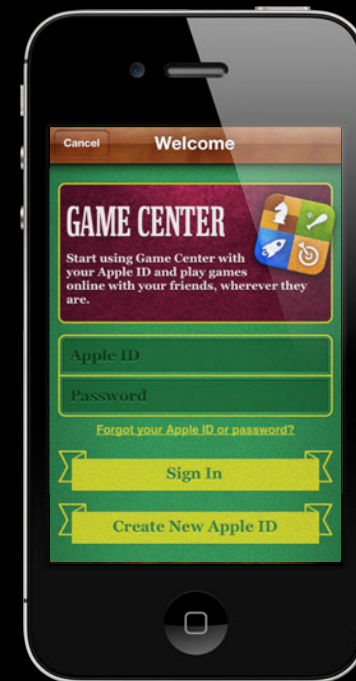 Cancel
Welcome
GAME CENTER
Start using Game Center with
your Apple ID and play games
online with your friends, wherever they
are.
Apple ID
Password
Forgot your Apple ID or password?
Sign In
Create New Apple ID